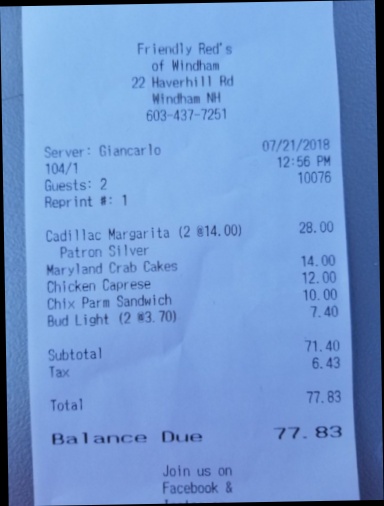 Friendly Red's
of Windham
22 Haverhill Rd
Windham NH
603-437-7251
Server: Giancarlo 07/21/2018
104/1 12:56 PM
Guests: 2 10076
Reprint #: 1
Cadillac Margarita (2 @14.00) 28.00
Patron Silver
Maryland Crab Cakes 14.00
Chicken Caprese 12.00
Chix Parm Sandwich 10.00
Bud Light (2 @3.70) 7.40
Subtotal 71.40
Tax 6.43
Total 77.83
Balance Due 77.83
Join us on
Facebook &